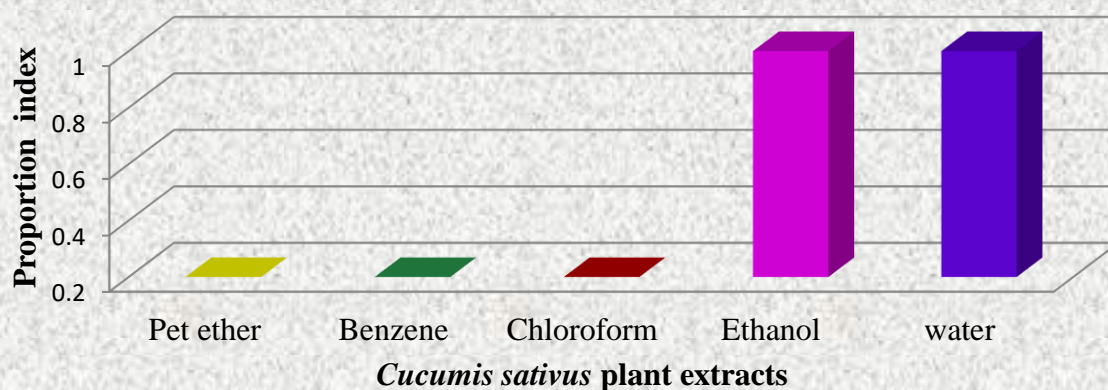 Proportion index
1
0.8
0.6
0.4
0.2
Pet ether Benzene Chloroform Ethanol water
Cucumis sativus plant extracts